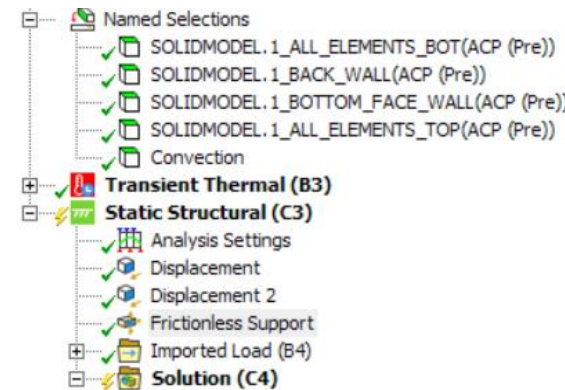 Named Selections
SOLIDMODEL.1_ALL_ELEMENTS_BOT(ACP (Pre))
SOLIDMODEL.1_BACK_WALL(ACP (Pre))
SOLIDMODEL.1_BOTTOM_FACE_WALL(ACP (Pre))
SOLIDMODEL.1_ALL_ELEMENTS_TOP(ACP (Pre))
Convection
Transient Thermal (B3)
Static Structural (C3)
Analysis Settings
Displacement
Displacement 2
Frictionless Support
Imported Load (B4)
Solution (C4)